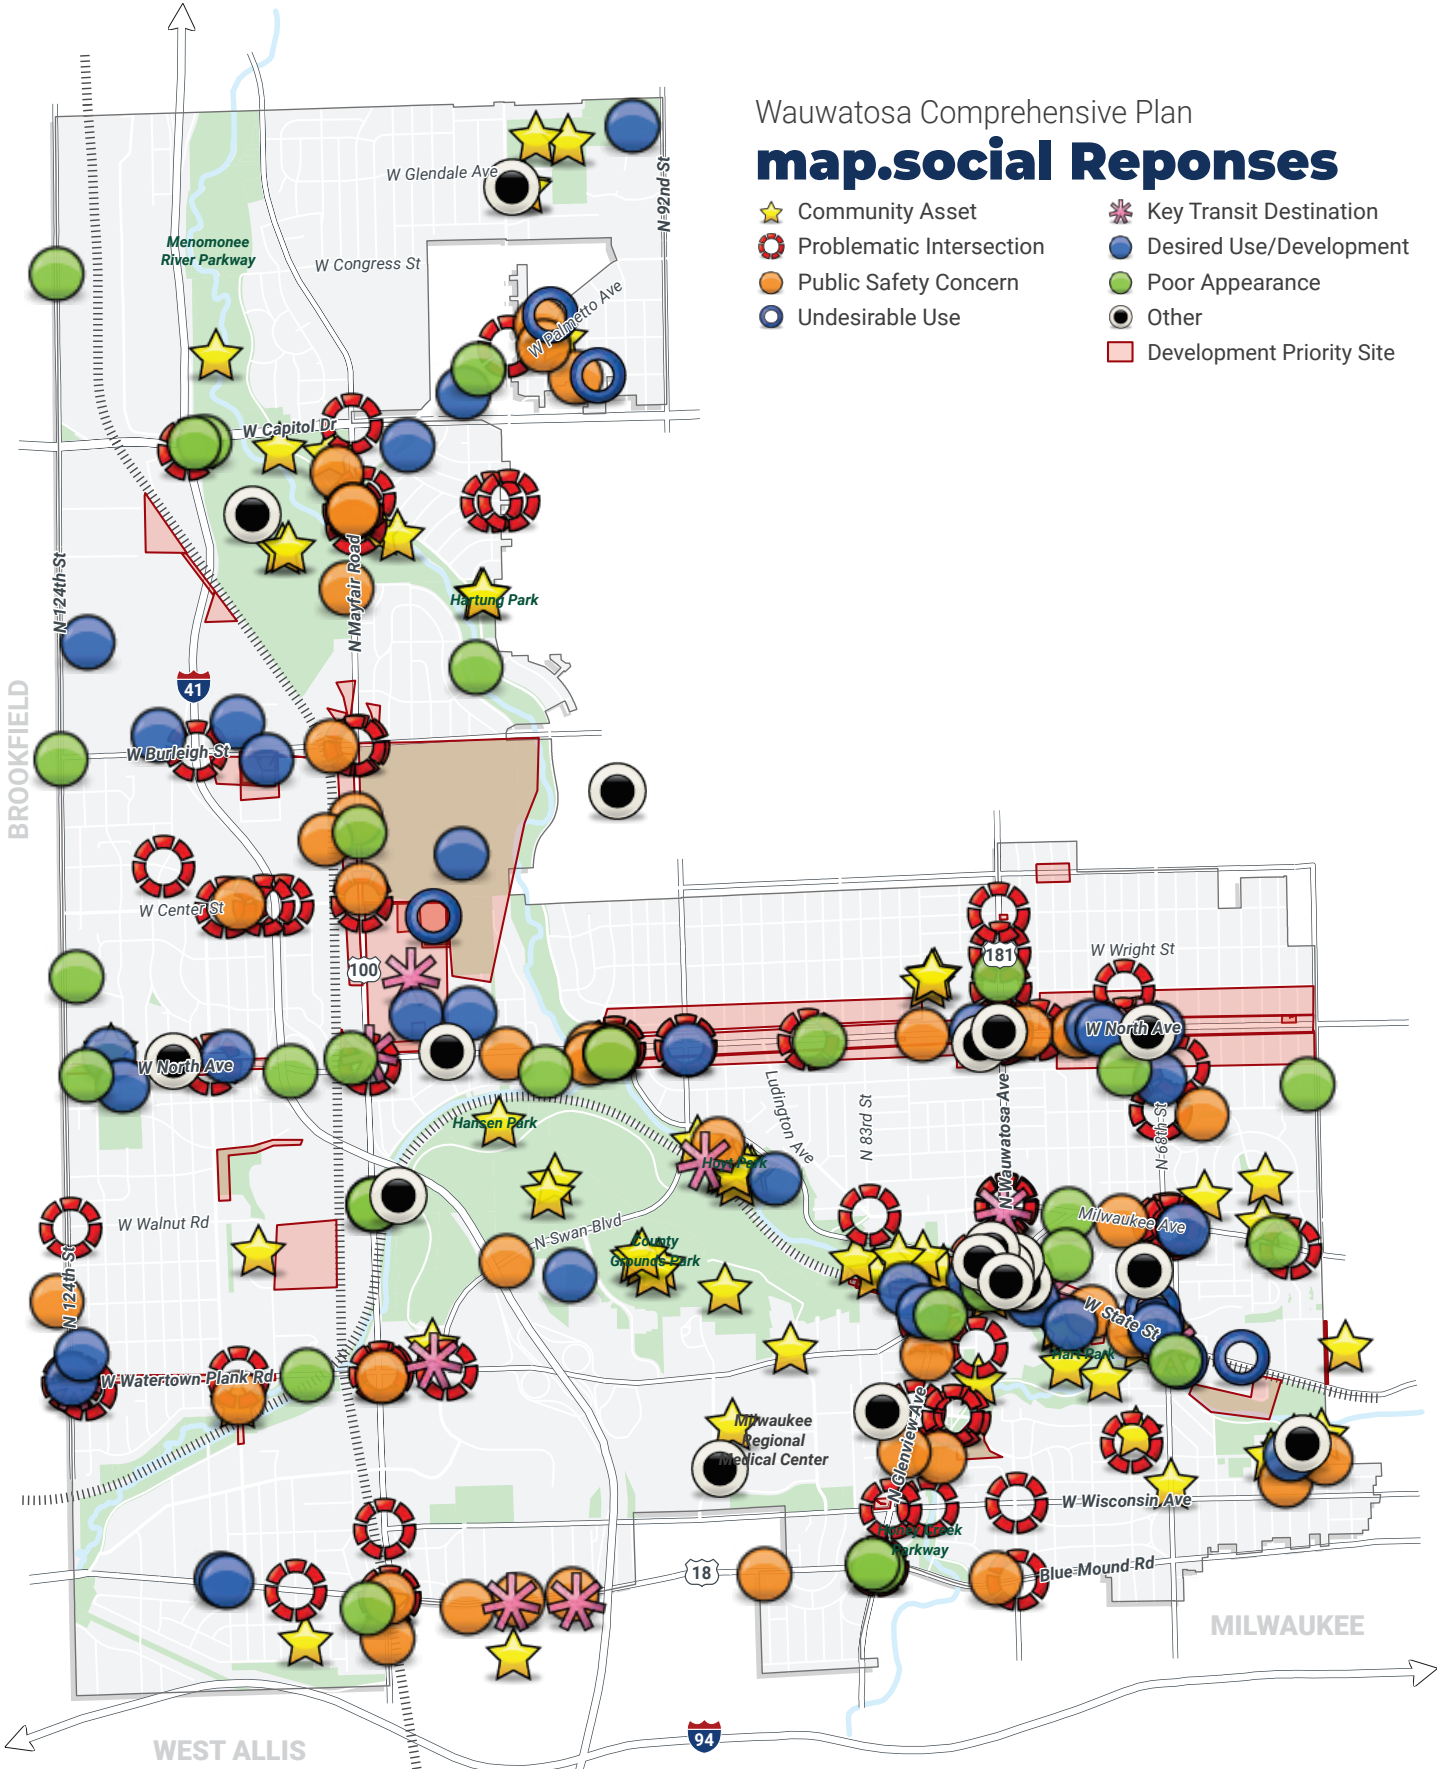 Wauwatosa Comprehensive Plan
map.social Reponses
Community Asset
Problematic Intersection
Public Safety Concern
Undesirable Use
Key Transit Destination
Desired Use/Development
Poor Appearance
Other
Development Priority Site
W Glendale Ave
N 92nd St
Menomonee
River Parkway
W Congress St
W Palmetto Ave
W Capitol Dr
N 124th St
N Mayfair Road
Hartung Park
41
BROOKFIELD
W Burleigh St
W Center St
100
181
W Wright St
W North Ave
W North Ave
Hansen Park
Ludington Ave
N 83rd St
N Wauwatosa Ave
N 68th St
Hoyt Park
W Walnut Rd
N Swan Blvd
Milwaukee Ave
County
Grounds Park
N 124th St
W State St
Hart Park
W Watertown Plank Rd
N Glenview Ave
Milwaukee
Regional
Medical Center
W Wisconsin Ave
Honey Creek
Parkway
18
Blue Mound Rd
MILWAUKEE
94
WEST ALLIS